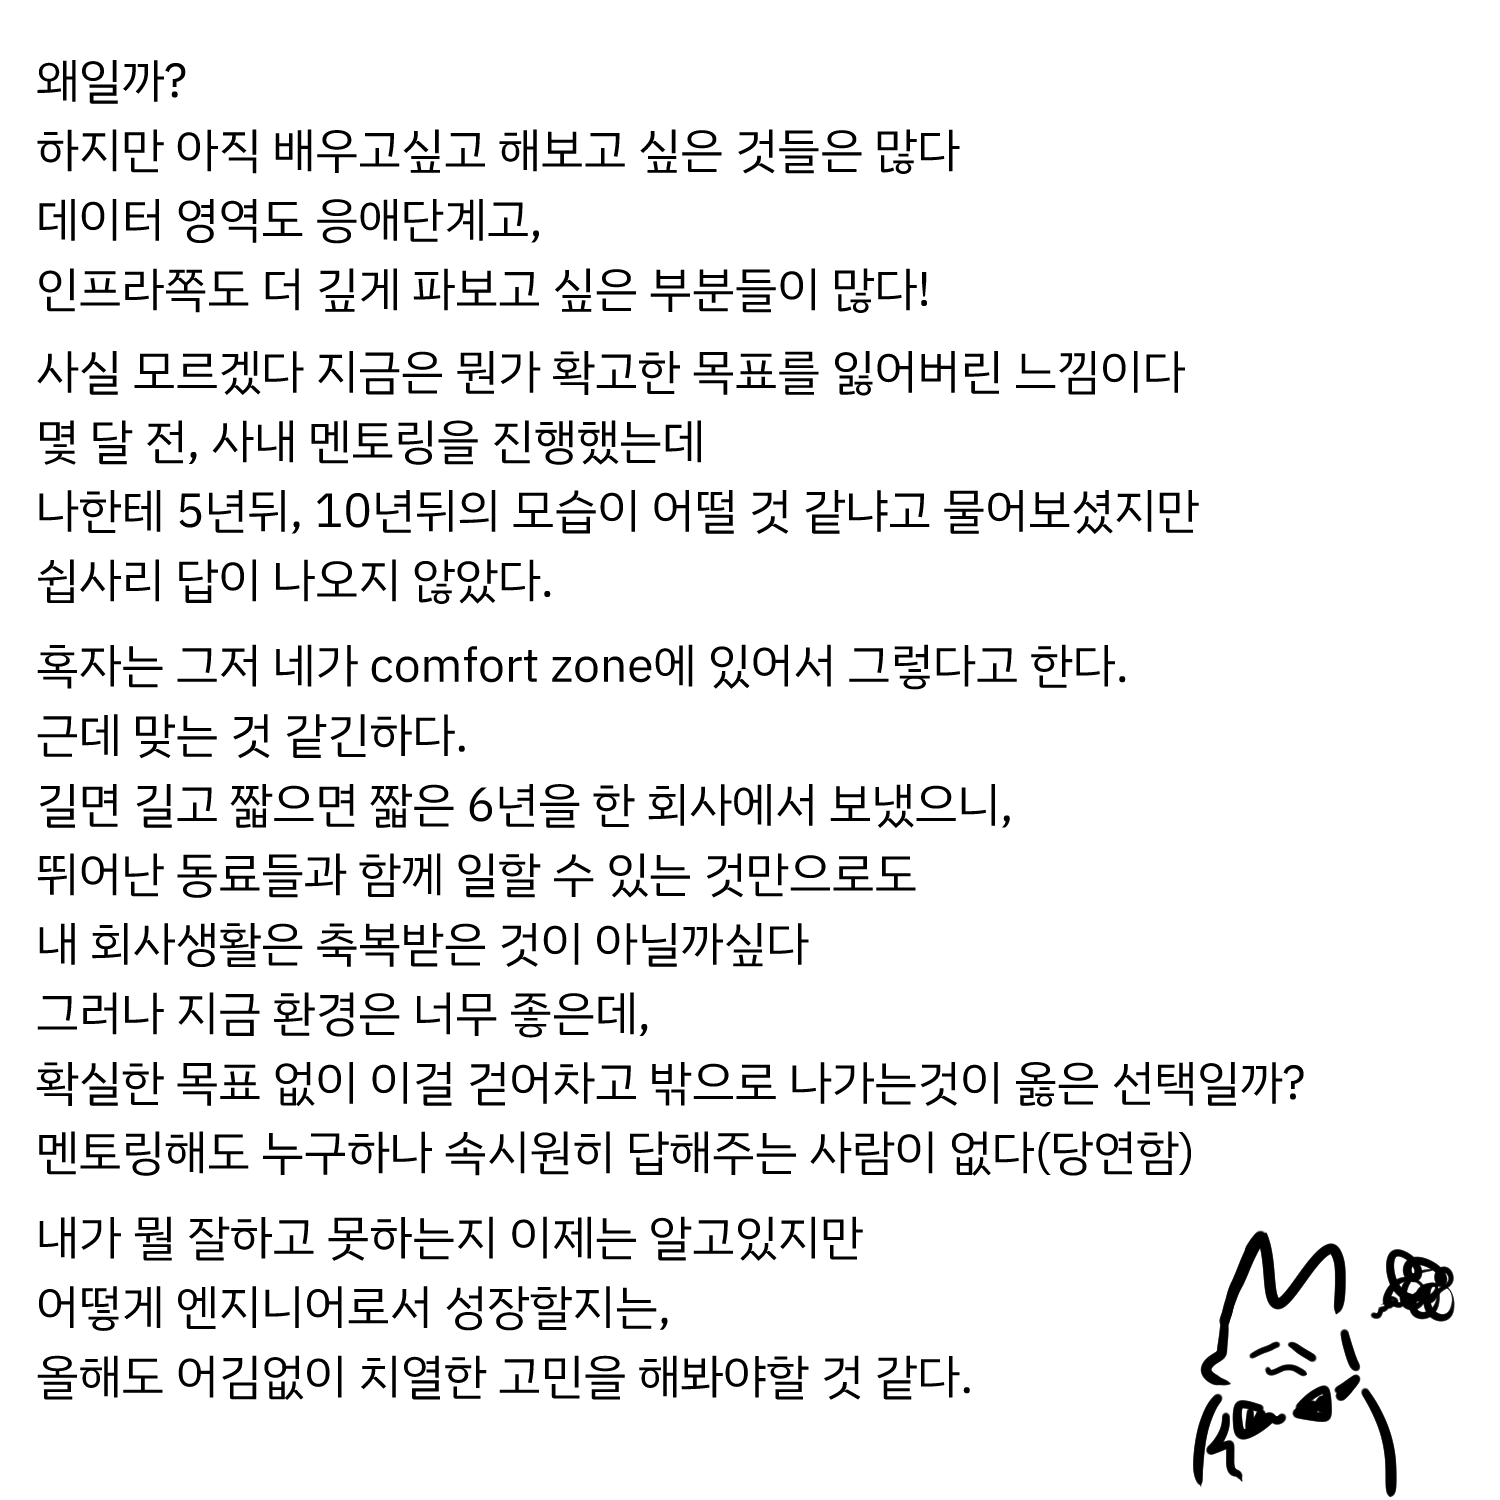 왜일까?
하지만 아직 배우고싶고 해보고 싶은 것들은 많다
데이터 영역도 응애단계고,
인프라쪽도 더 깊게 파보고 싶은 부분들이 많다!
사실 모르겠다 지금은 뭔가 확고한 목표를 잃어버린 느낌이다
몇 달 전, 사내 멘토링을 진행했는데
나한테 5년뒤, 10년뒤의 모습이 어떨 것 같냐고 물어보셨지만
쉽사리 답이 나오지 않았다.
혹자는 그저 네가 comfort zone에 있어서 그렇다고 한다.
근데 맞는 것 같긴하다.
길면 길고 짧으면 짧은 6년을 한 회사에서 보냈으니,
뛰어난 동료들과 함께 일할 수 있는 것만으로도
내 회사생활은 축복받은 것이 아닐까싶다
그러나 지금 환경은 너무 좋은데,
확실한 목표 없이 이걸 걷어차고 밖으로 나가는것이 옳은 선택일까?
멘토링해도 누구하나 속시원히 답해주는 사람이 없다(당연함)
내가 뭘 잘하고 못하는지 이제는 알고있지만
어떻게 엔지니어로서 성장할지는,
올해도 어김없이 치열한 고민을 해봐야할 것 같다.